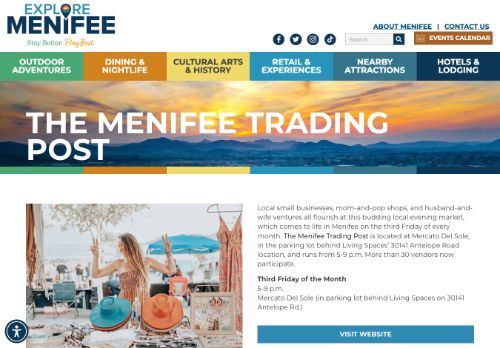 EXPLORE
MENIFEE
Stay Better. Play Best.
ABOUT MENIFEE | CONTACT US
Search
EVENTS CALENDAR
OUTDOOR ADVENTURES
DINING & NIGHTLIFE
CULTURAL ARTS & HISTORY
RETAIL & EXPERIENCES
NEARBY ATTRACTIONS
HOTELS & LODGING
THE MENIFEE TRADING
POST
Local small businesses, mom-and-pop shops, and husband-and-
wife ventures all flourish at this budding local evening market,
which comes to life in Menifee on the third Friday of every
month. The Menifee Trading Post is located at Mercato Del Sole,
in the parking lot behind Living Spaces' 30141 Antelope Road
location, and runs from 5-9 p.m. More than 30 vendors now
participate.
Third Friday of the Month
5-9 p.m.
Mercato Del Sole (in parking lot behind Living Spaces on 30141
Antelope Rd.)
VISIT WEBSITE